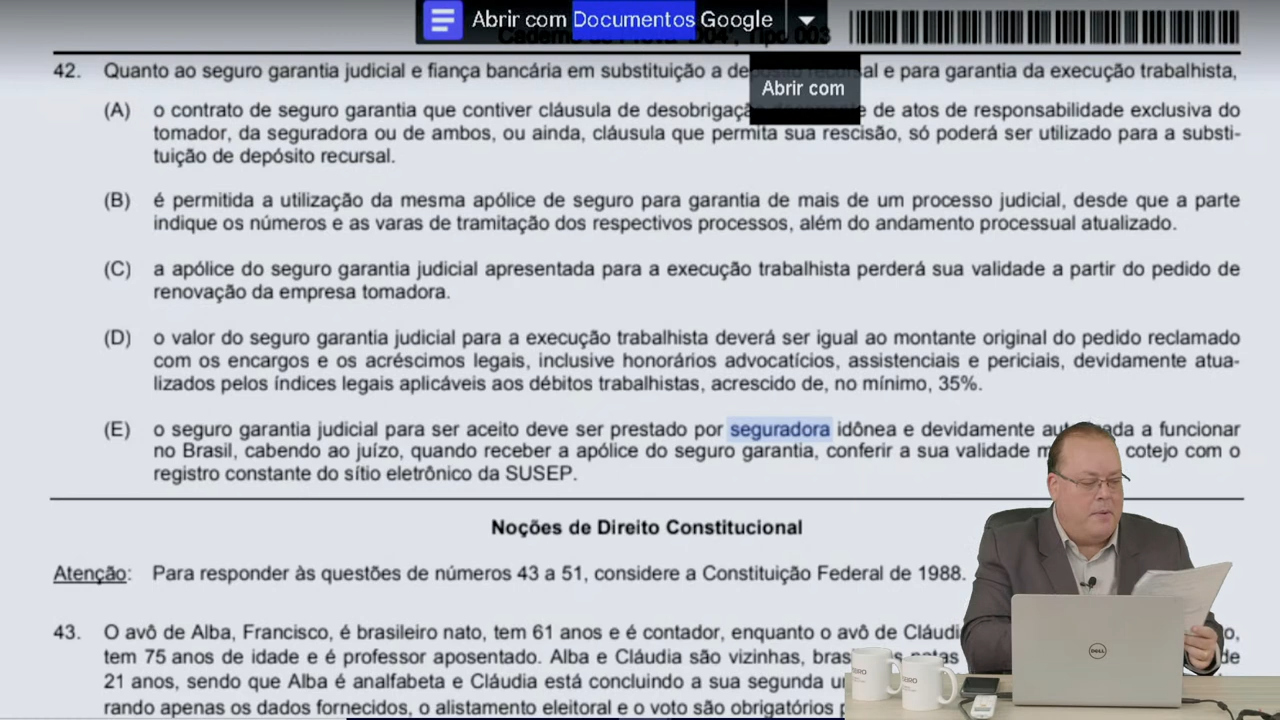 Abrir com Documentos Google
Abrir com
42. Quanto ao seguro garantia judicial e fiança bancária em substituição a al e para garantia da execução trabalhista,
(A) o contrato de seguro garantia que contiver cláusula de de atos de responsabilidade exclusiva do
tomador, da seguradora ou de ambos, ou ainda, cláusula que permita sua rescisão, só poderá ser utilizado para a substi-
tuição de depósito recursal.
(B) é permitida a utilização da mesma apólice de seguro para garantia de mais de um processo judicial, desde que a parte
indique os números e as varas de tramitação dos respectivos processos, além do andamento processual atualizado.
(C) a apólice do seguro garantia judicial apresentada para a execução trabalhista perderá sua validade a partir do pedido de
renovação da empresa tomadora.
(D) o valor do seguro garantia judicial para a execução trabalhista deverá ser igual ao montante original do pedido reclamado
com os encargos e os acréscimos legais, inclusive honorários advocatícios, assistenciais e periciais, devidamente atua-
lizados pelos índices legais aplicáveis aos débitos trabalhistas, acrescido de, no mínimo, 35%.
(E) o seguro garantia judicial para ser aceito deve ser prestado por seguradora idônea e devidamente a funcionar
no Brasil, cabendo ao juízo, quando receber a apólice do seguro garantia, conferir a sua validade cotejo com o
registro constante do sítio eletrônico da SUSEP.
Noções de Direito Constitucional
Atenção: Para responder às questões de números 43 a 51, considere a Constituição Federal de 1988.
43. O avô de Alba, Francisco, é brasileiro nato, tem 61 anos e é contador, enquanto o avô de
tem 75 anos de idade e é professor aposentado. Alba e Cláudia são vizinhas, de
21 anos, sendo que Alba é analfabeta e Cláudia está concluindo a sua segunda
rando apenas os dados fornecidos, o alistamento eleitoral e o voto são obrigatórios
DELL